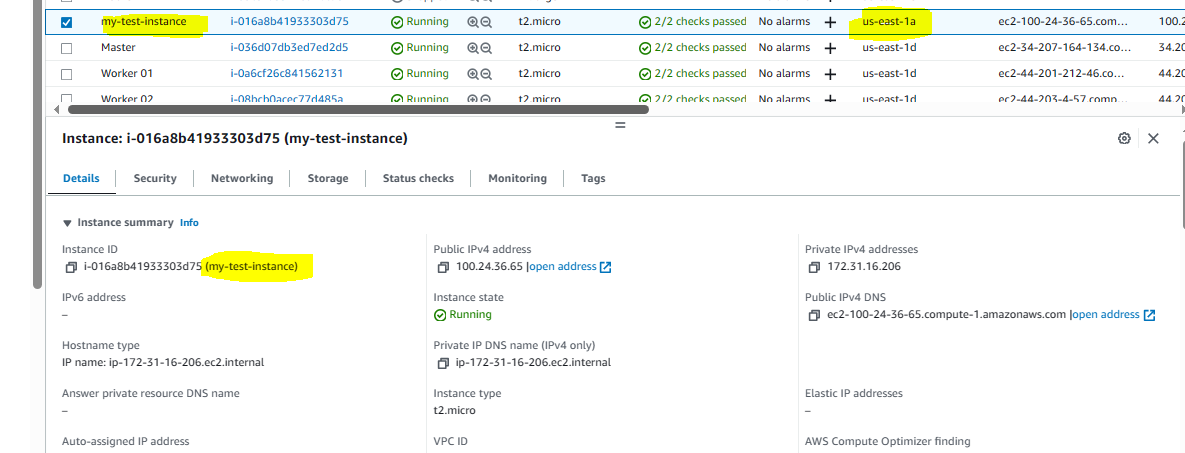 my-test-instance i-016a8b41933303d75 Running t2.micro 2/2 checks passed No alarms + us-east-1a ec2-100-24-36-65.com... 100.2
Master i-036d07db3ed7ed2d5 Running t2.micro 2/2 checks passed No alarms + us-east-1d ec2-34-207-164-134.co... 34.20
Worker 01 i-0a6cf26c841562131 Running t2.micro 2/2 checks passed No alarms + us-east-1d ec2-44-201-212-46.co... 44.20
Worker 02 i-08bcb0acec77d485a Running t2.micro 2/2 checks passed No alarms + us-east-1d ec2-44-203-4-57.comp... 44.20
Instance: i-016a8b41933303d75 (my-test-instance)
Details Security Networking Storage Status checks Monitoring Tags
Instance summary Info
Instance ID Public IPv4 address Private IPv4 addresses
i-016a8b41933303d75 (my-test-instance) 100.24.36.65 |open address 172.31.16.206
IPv6 address Instance state Public IPv4 DNS
– Running ec2-100-24-36-65.compute-1.amazonaws.com |open address
Hostname type Private IP DNS name (IPv4 only)
IP name: ip-172-31-16-206.ec2.internal ip-172-31-16-206.ec2.internal
Answer private resource DNS name Instance type Elastic IP addresses
– t2.micro –
Auto-assigned IP address VPC ID AWS Compute Optimizer finding